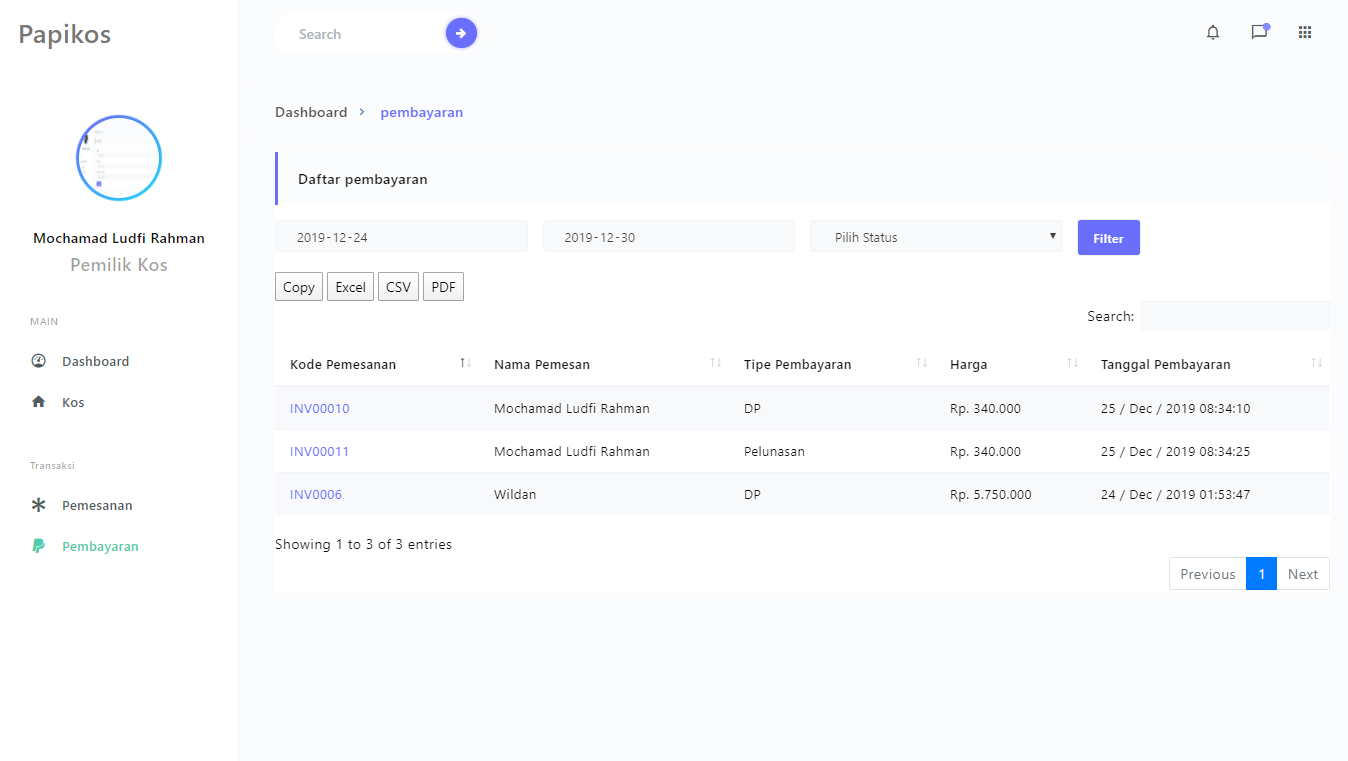 Papikos
Search
Mochamad Ludfi Rahman
Pemilik Kos
MAIN
Dashboard
Kos
Transaksi
Pemesanan
Pembayaran
Dashboard > pembayaran
Daftar pembayaran
2019-12-24 2019-12-30 Pilih Status Filter
Copy Excel CSV PDF
Search:
Kode Pemesanan Nama Pemesan Tipe Pembayaran Harga Tanggal Pembayaran
INV00010 Mochamad Ludfi Rahman DP Rp. 340.000 25 / Dec / 2019 08:34:10
INV00011 Mochamad Ludfi Rahman Pelunasan Rp. 340.000 25 / Dec / 2019 08:34:25
INV0006 Wildan DP Rp. 5.750.000 24 / Dec / 2019 01:53:47
Showing 1 to 3 of 3 entries
Previous 1 Next